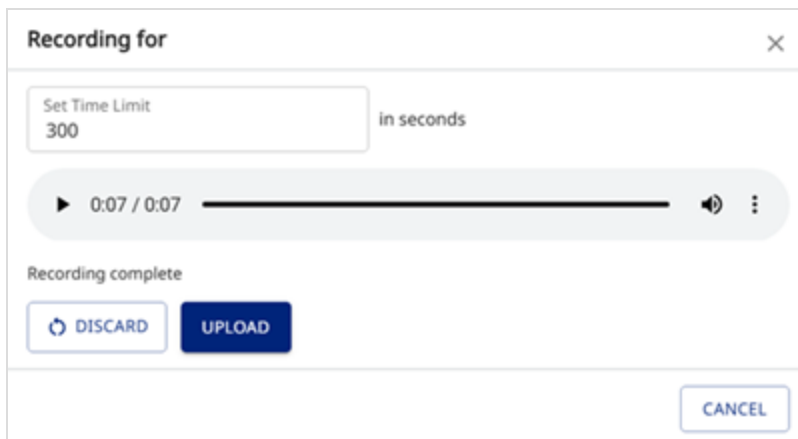 Recording for
Set Time Limit
300
in seconds
0:07 / 0:07
Recording complete
DISCARD
UPLOAD
CANCEL